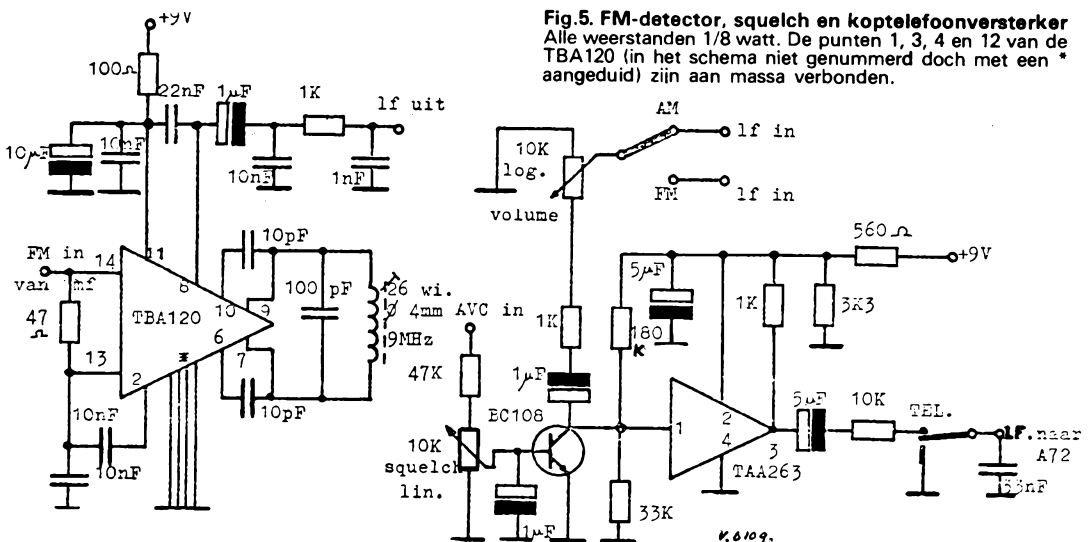 Fig.5. FM-detector, squelch en koptelefoonversterker
Alle weerstanden 1/8 watt. De punten 1, 3, 4 en 12 van de
TBA120 (in het schema niet genummerd doch met een *
aangeduid) zijn aan massa verbonden.
+9V
100Ω
22nF
1µF
1K
lf uit
10µF
10nF
10nF
1nF
FM in
van mf
14
11
8
10pF
10
9
TBA120
100 pF
26 wi.
Ø 4mm
9MHz
47
Ω
13
6
7
*
2
10pF
10nF
10nF
AM
lf in
10K
log.
FM
lf in
volume
560Ω
+9V
5µF
1K
3K3
AVC in
1K
180
K
47K
1µF
BC108
5µF
10K
TEL.
1
2
4
3
TAA263
lF.naar
A72
10K
squelch
lin.
33nF
1µF
33K
V.6109.